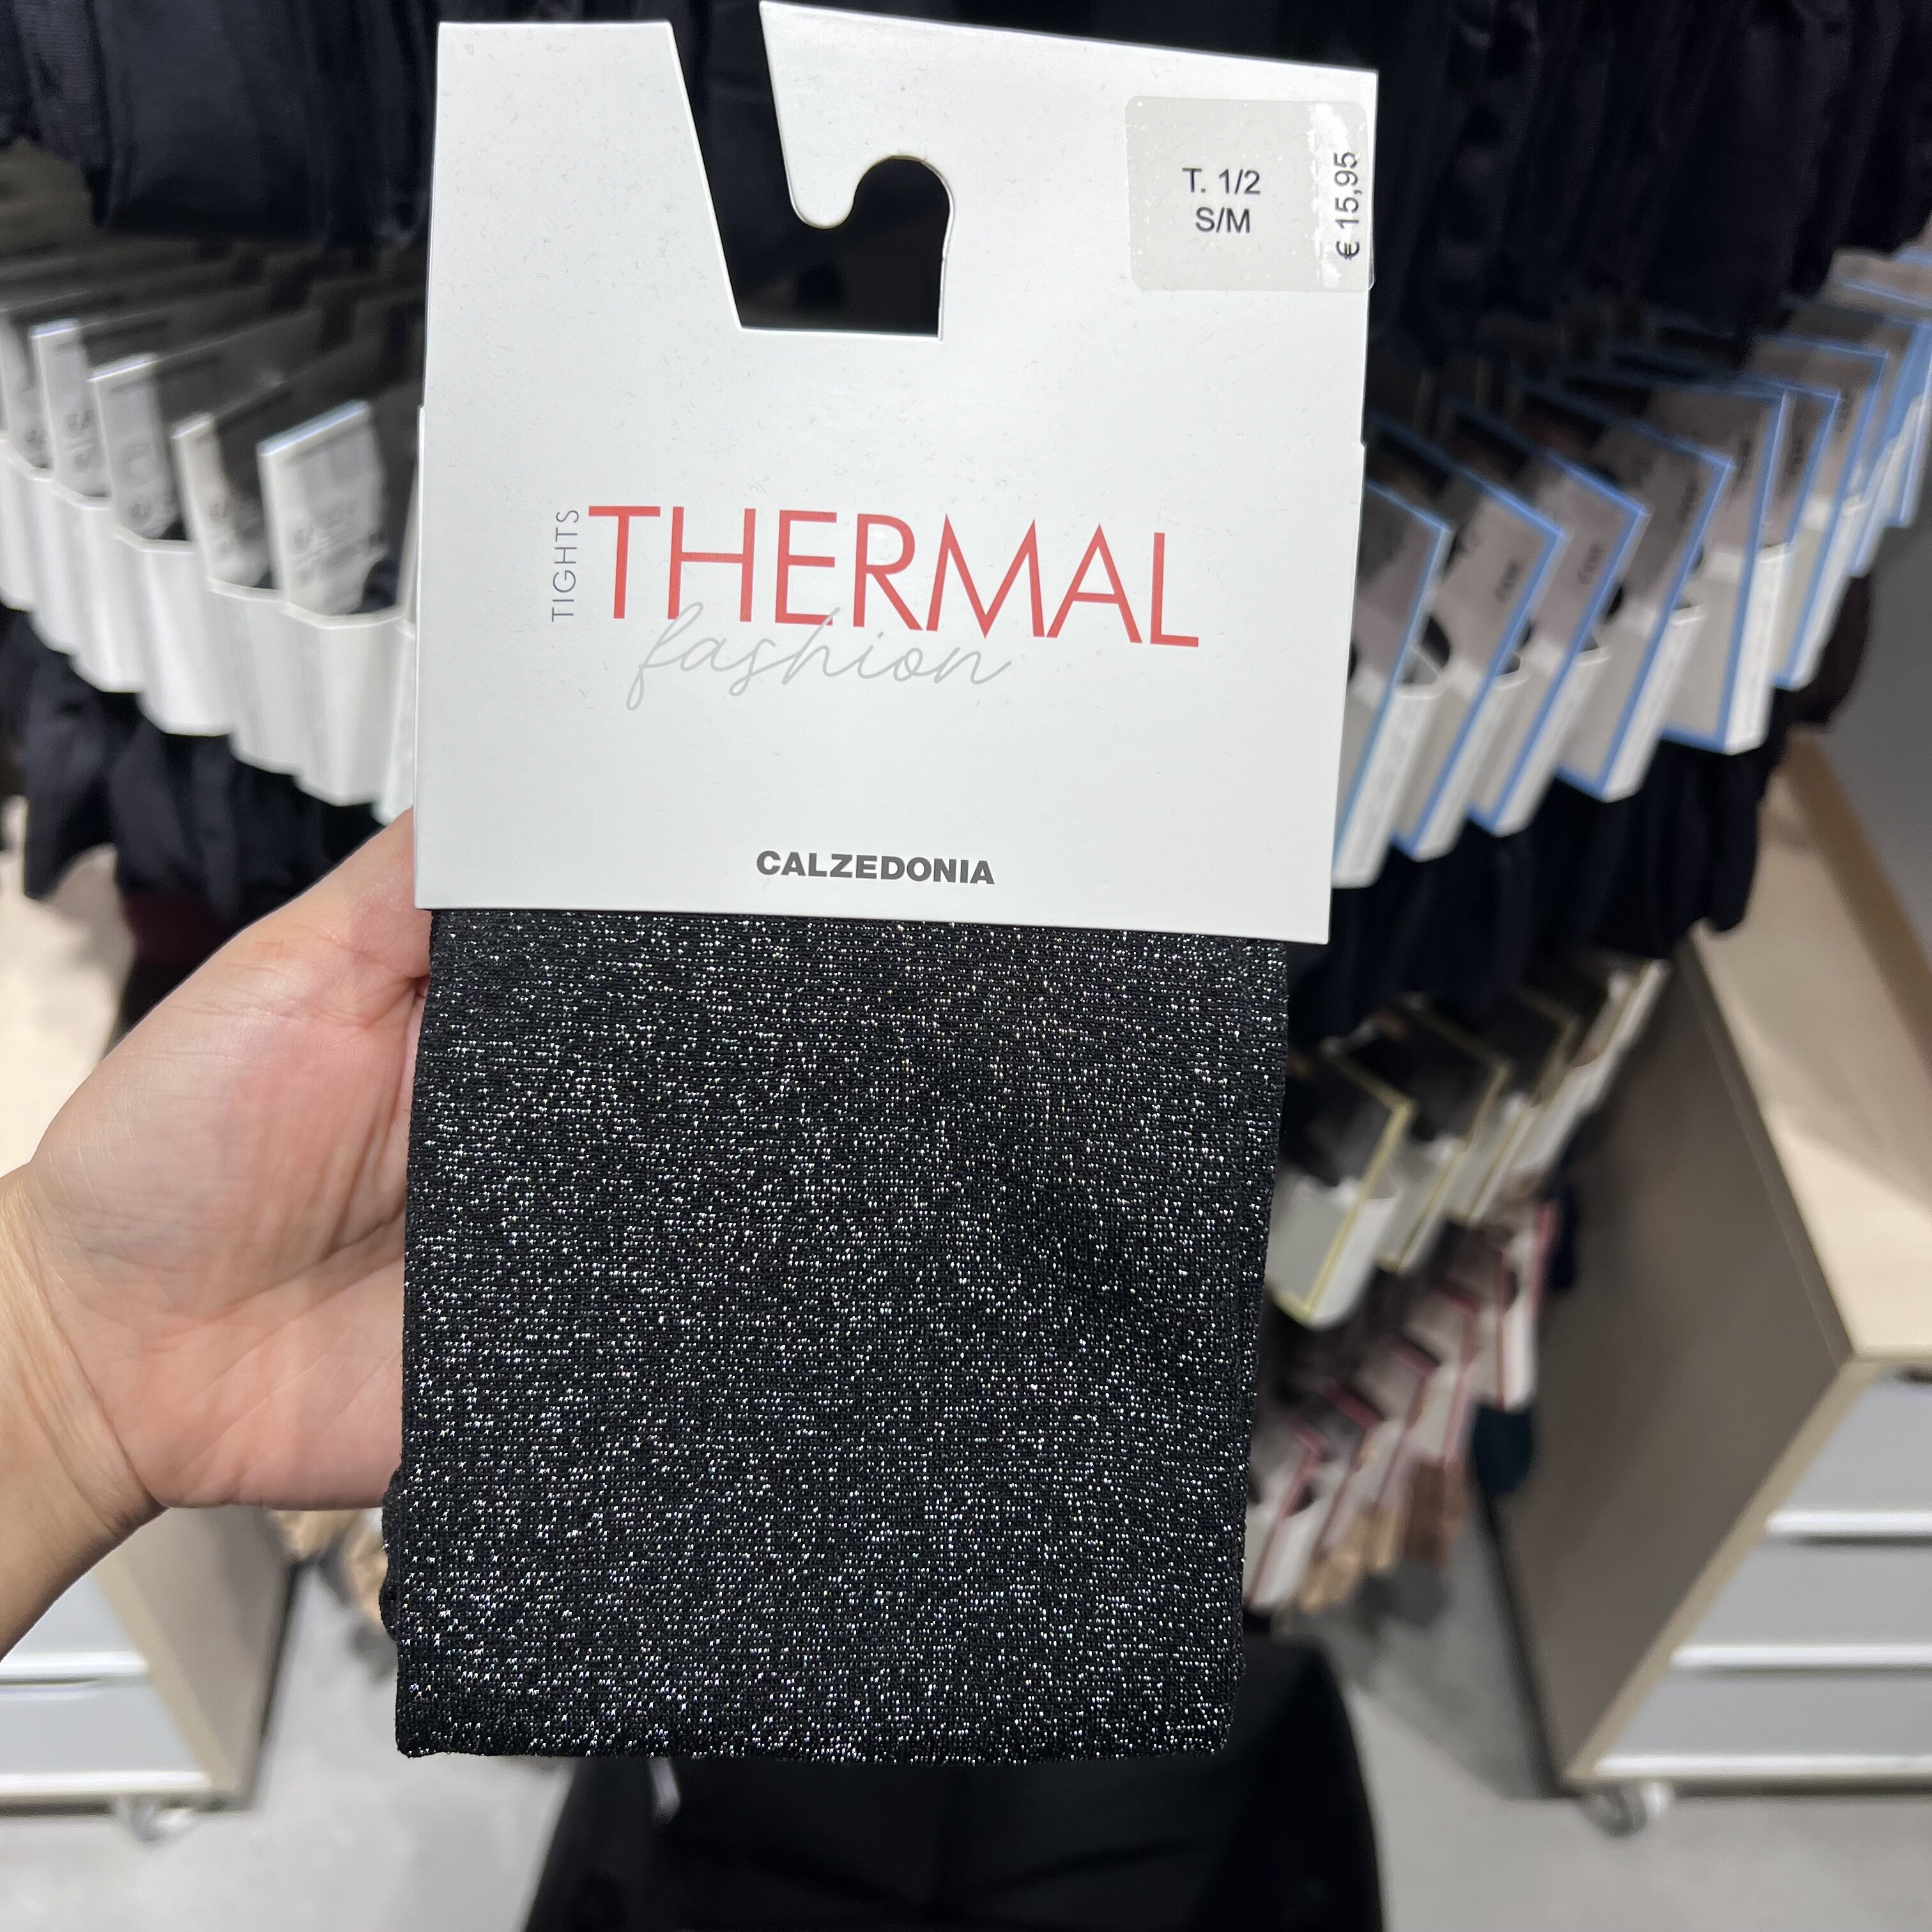 T. 1/2
S/M
€ 15,95
TIGHTS
THERMAL
fashion
CALZEDONIA